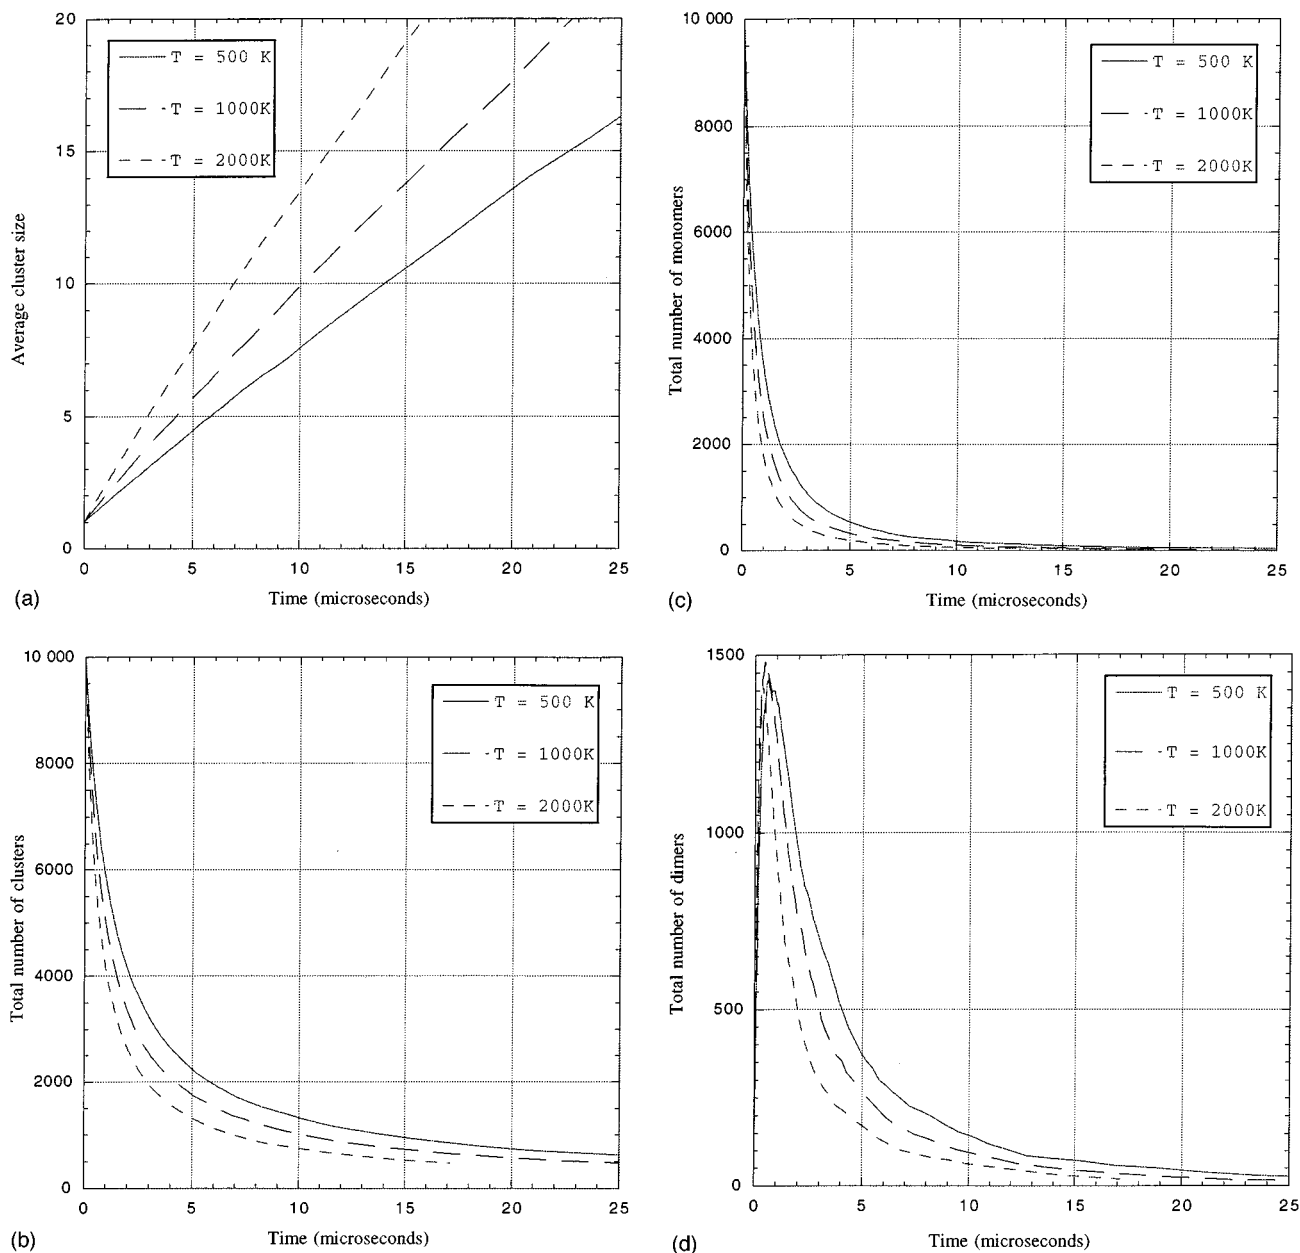 20
15
10
5
0
Average cluster size
T = 500 K
T = 1000K
T = 2000K
0 5 10 15 20 25
Time (microseconds)
(a)
10 000
8000
6000
4000
2000
0
Total number of monomers
T = 500 K
T = 1000K
T = 2000K
0 5 10 15 20 25
Time (microseconds)
(c)
10 000
8000
6000
4000
2000
0
Total number of clusters
T = 500 K
T = 1000K
T = 2000K
0 5 10 15 20 25
Time (microseconds)
(b)
1500
1000
500
0
Total number of dimers
T = 500 K
T = 1000K
T = 2000K
0 5 10 15 20 25
Time (microseconds)
(d)